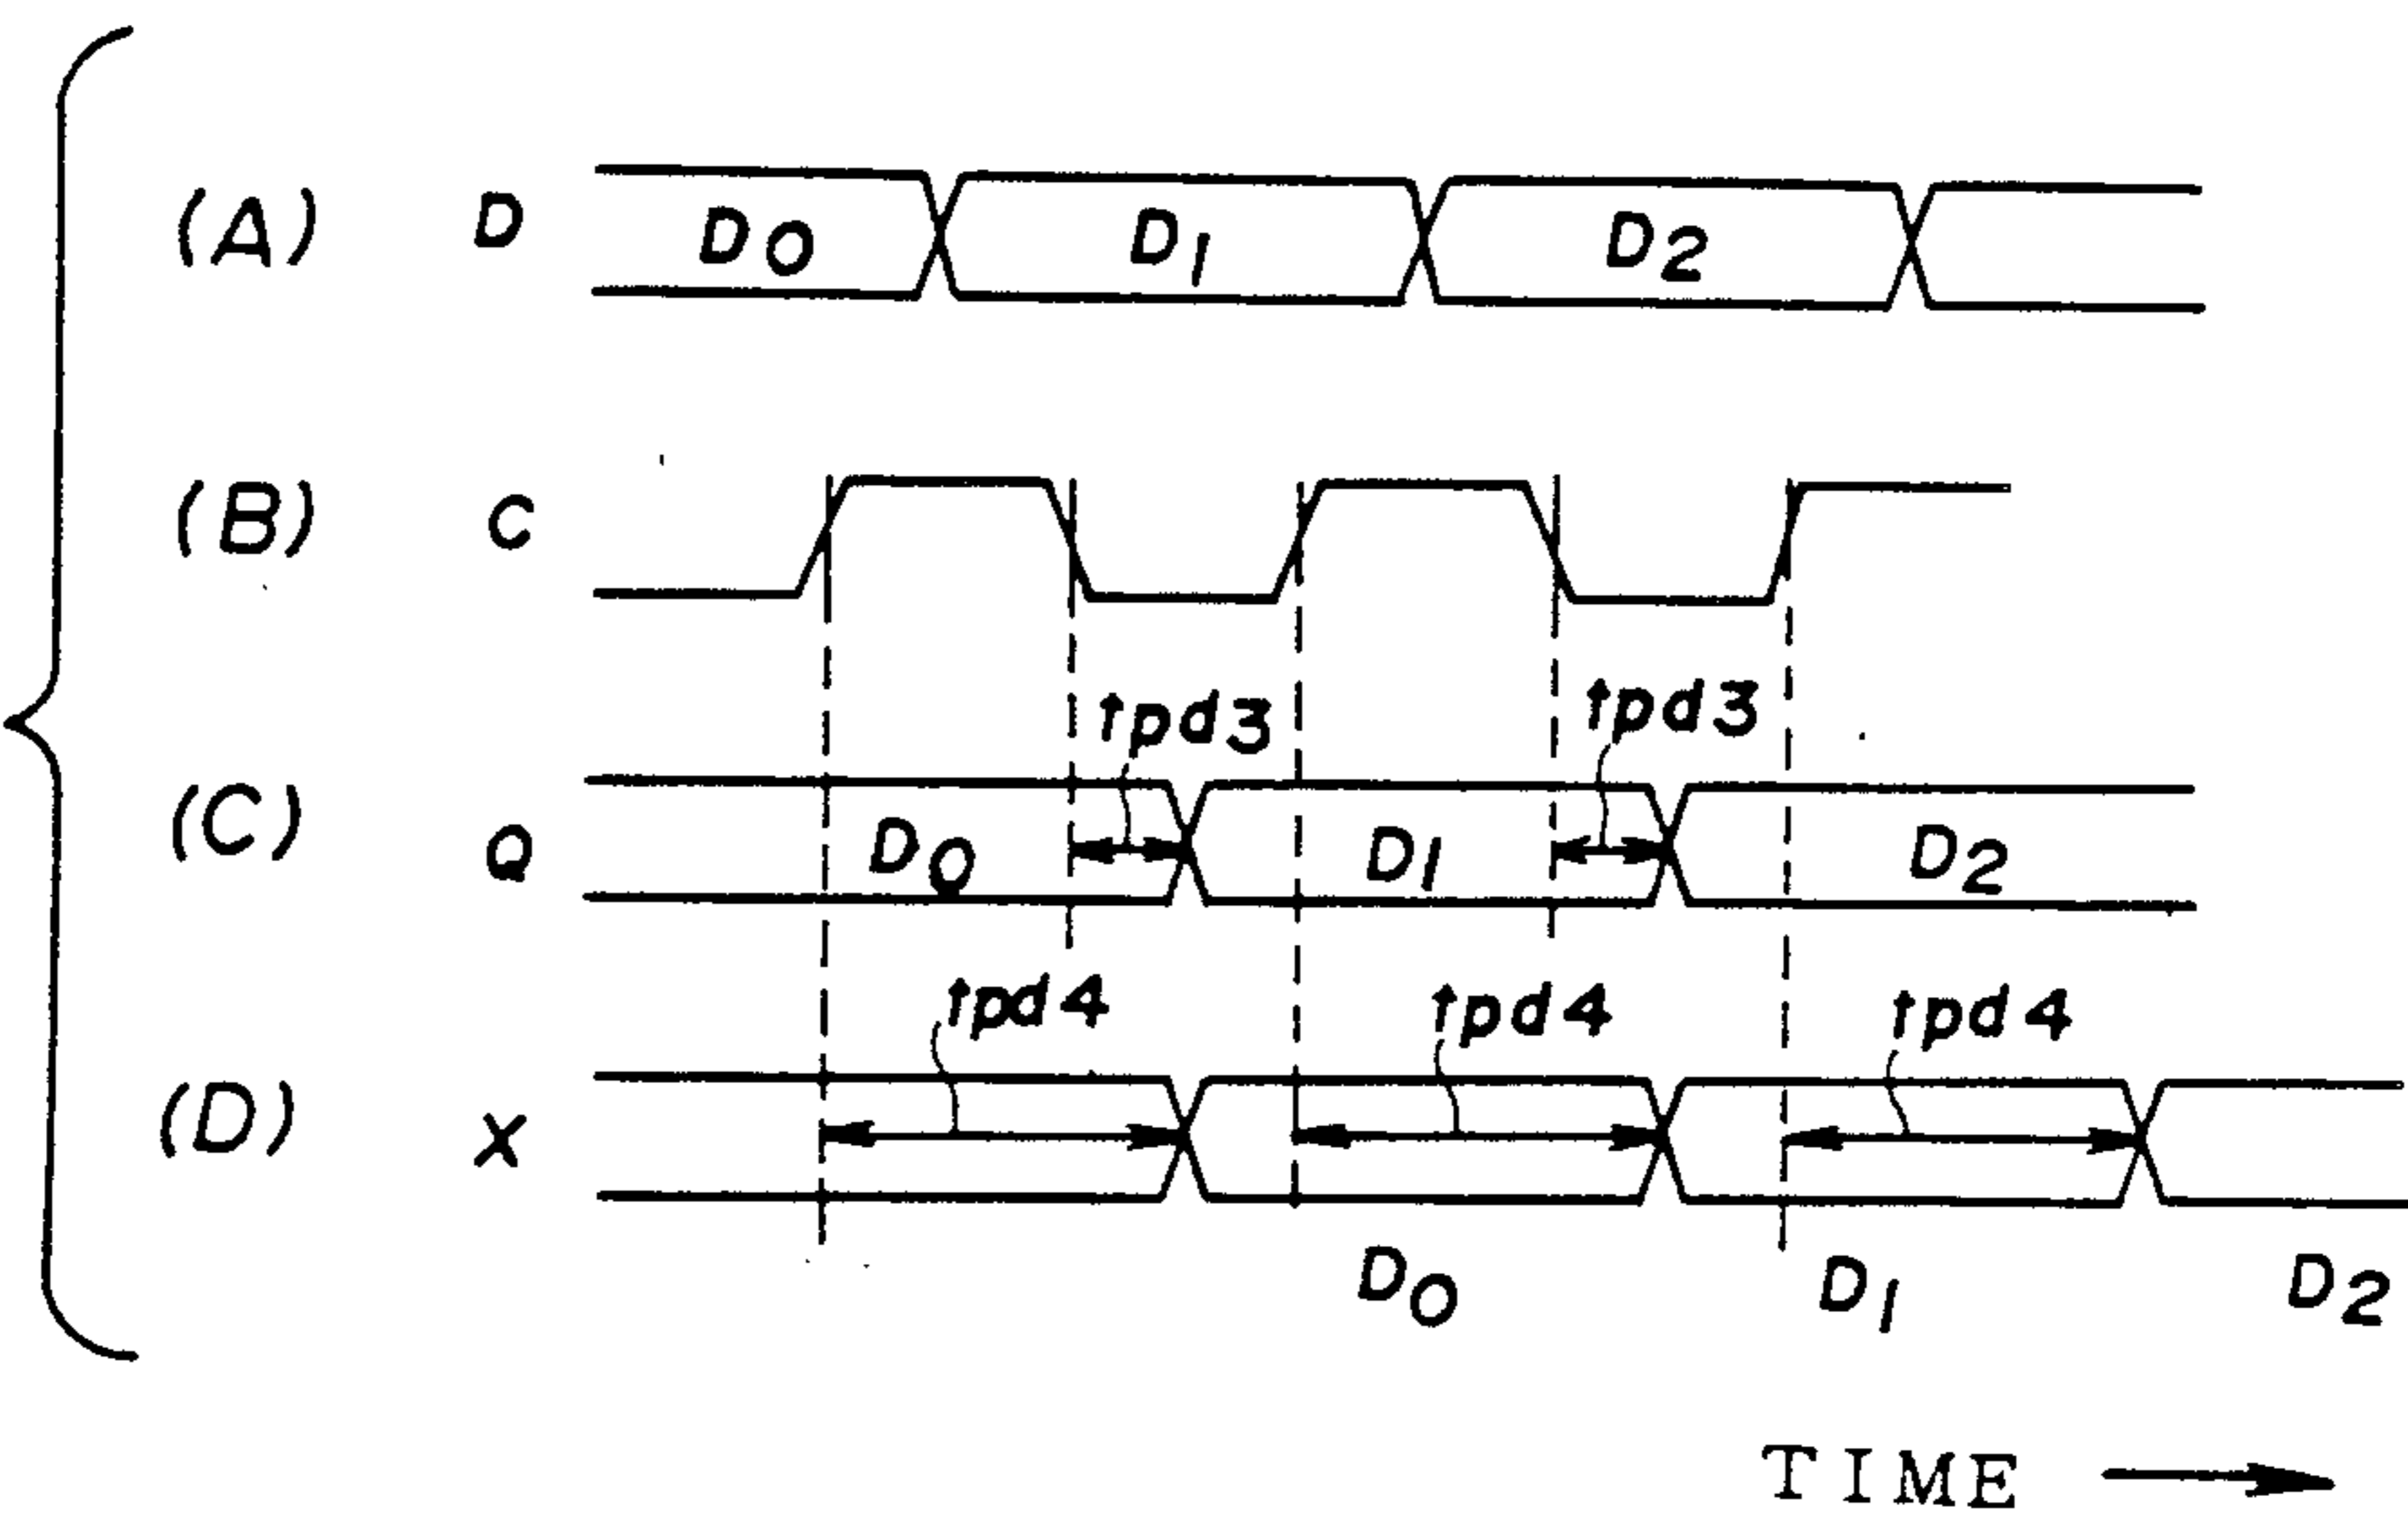 (A) D D0 D1 D2
(B) C
tpd3 tpd3
(C) Q D0 D1 D2
tpd4 tpd4 tpd4
(D) X
D0 D1 D2
TIME